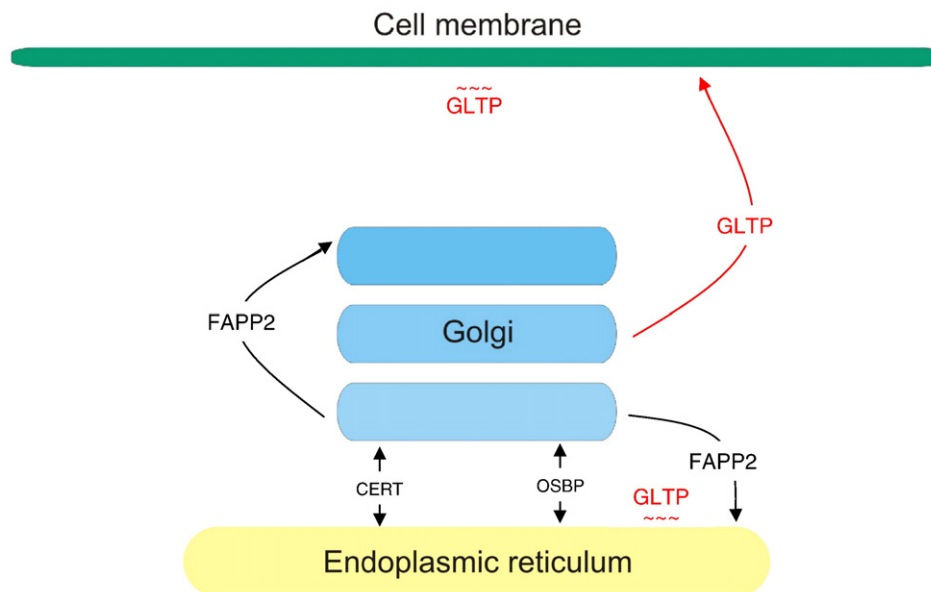 Cell membrane
~~~
GLTP
GLTP
FAPP2
Golgi
FAPP2
CERT
OSBP
GLTP
~~~
Endoplasmic reticulum